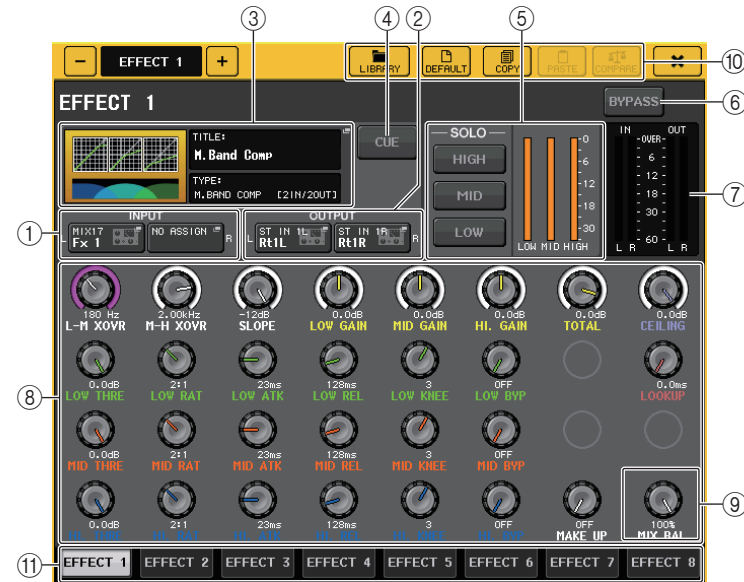 ③ ④ ② ⑤
− EFFECT 1 + LIBRARY DEFAULT COPY PASTE COMPARE × ⑩
EFFECT 1 BYPASS ⑥
TITLE:
M.Band Comp
TYPE:
M.BAND COMP [2IN/2OUT]
CUE
SOLO
HIGH
MID
LOW
0
-6
-12
-18
-30
LOW MID HIGH
IN OUT
-OVER-
- 6 -
- 12 -
- 18 -
- 30 -
- 60 -
L R L R
⑦
① INPUT
L MIX17 Fx 1 NO ASSIGN R
OUTPUT
L ST IN 1L Rt1L ST IN 1R Rt1R R
180 Hz 2.00kHz -12dB 0.0dB 0.0dB 0.0dB 0.0dB 0.0dB
L-M XOVR M-H XOVR SLOPE LOW GAIN MID GAIN HI. GAIN TOTAL CEILING
⑧
0.0dB 2:1 23ms 128ms 3 OFF 0.0ms
LOW THRE LOW RAT LOW ATK LOW REL LOW KNEE LOW BYP LOOKUP
0.0dB 2:1 23ms 128ms 3 OFF
MID THRE MID RAT MID ATK MID REL MID KNEE MID BYP
⑨
0.0dB 2:1 23ms 128ms 3 OFF OFF 100%
MAKE UP MIX BAL
⑪ EFFECT 1 EFFECT 2 EFFECT 3 EFFECT 4 EFFECT 5 EFFECT 6 EFFECT 7 EFFECT 8